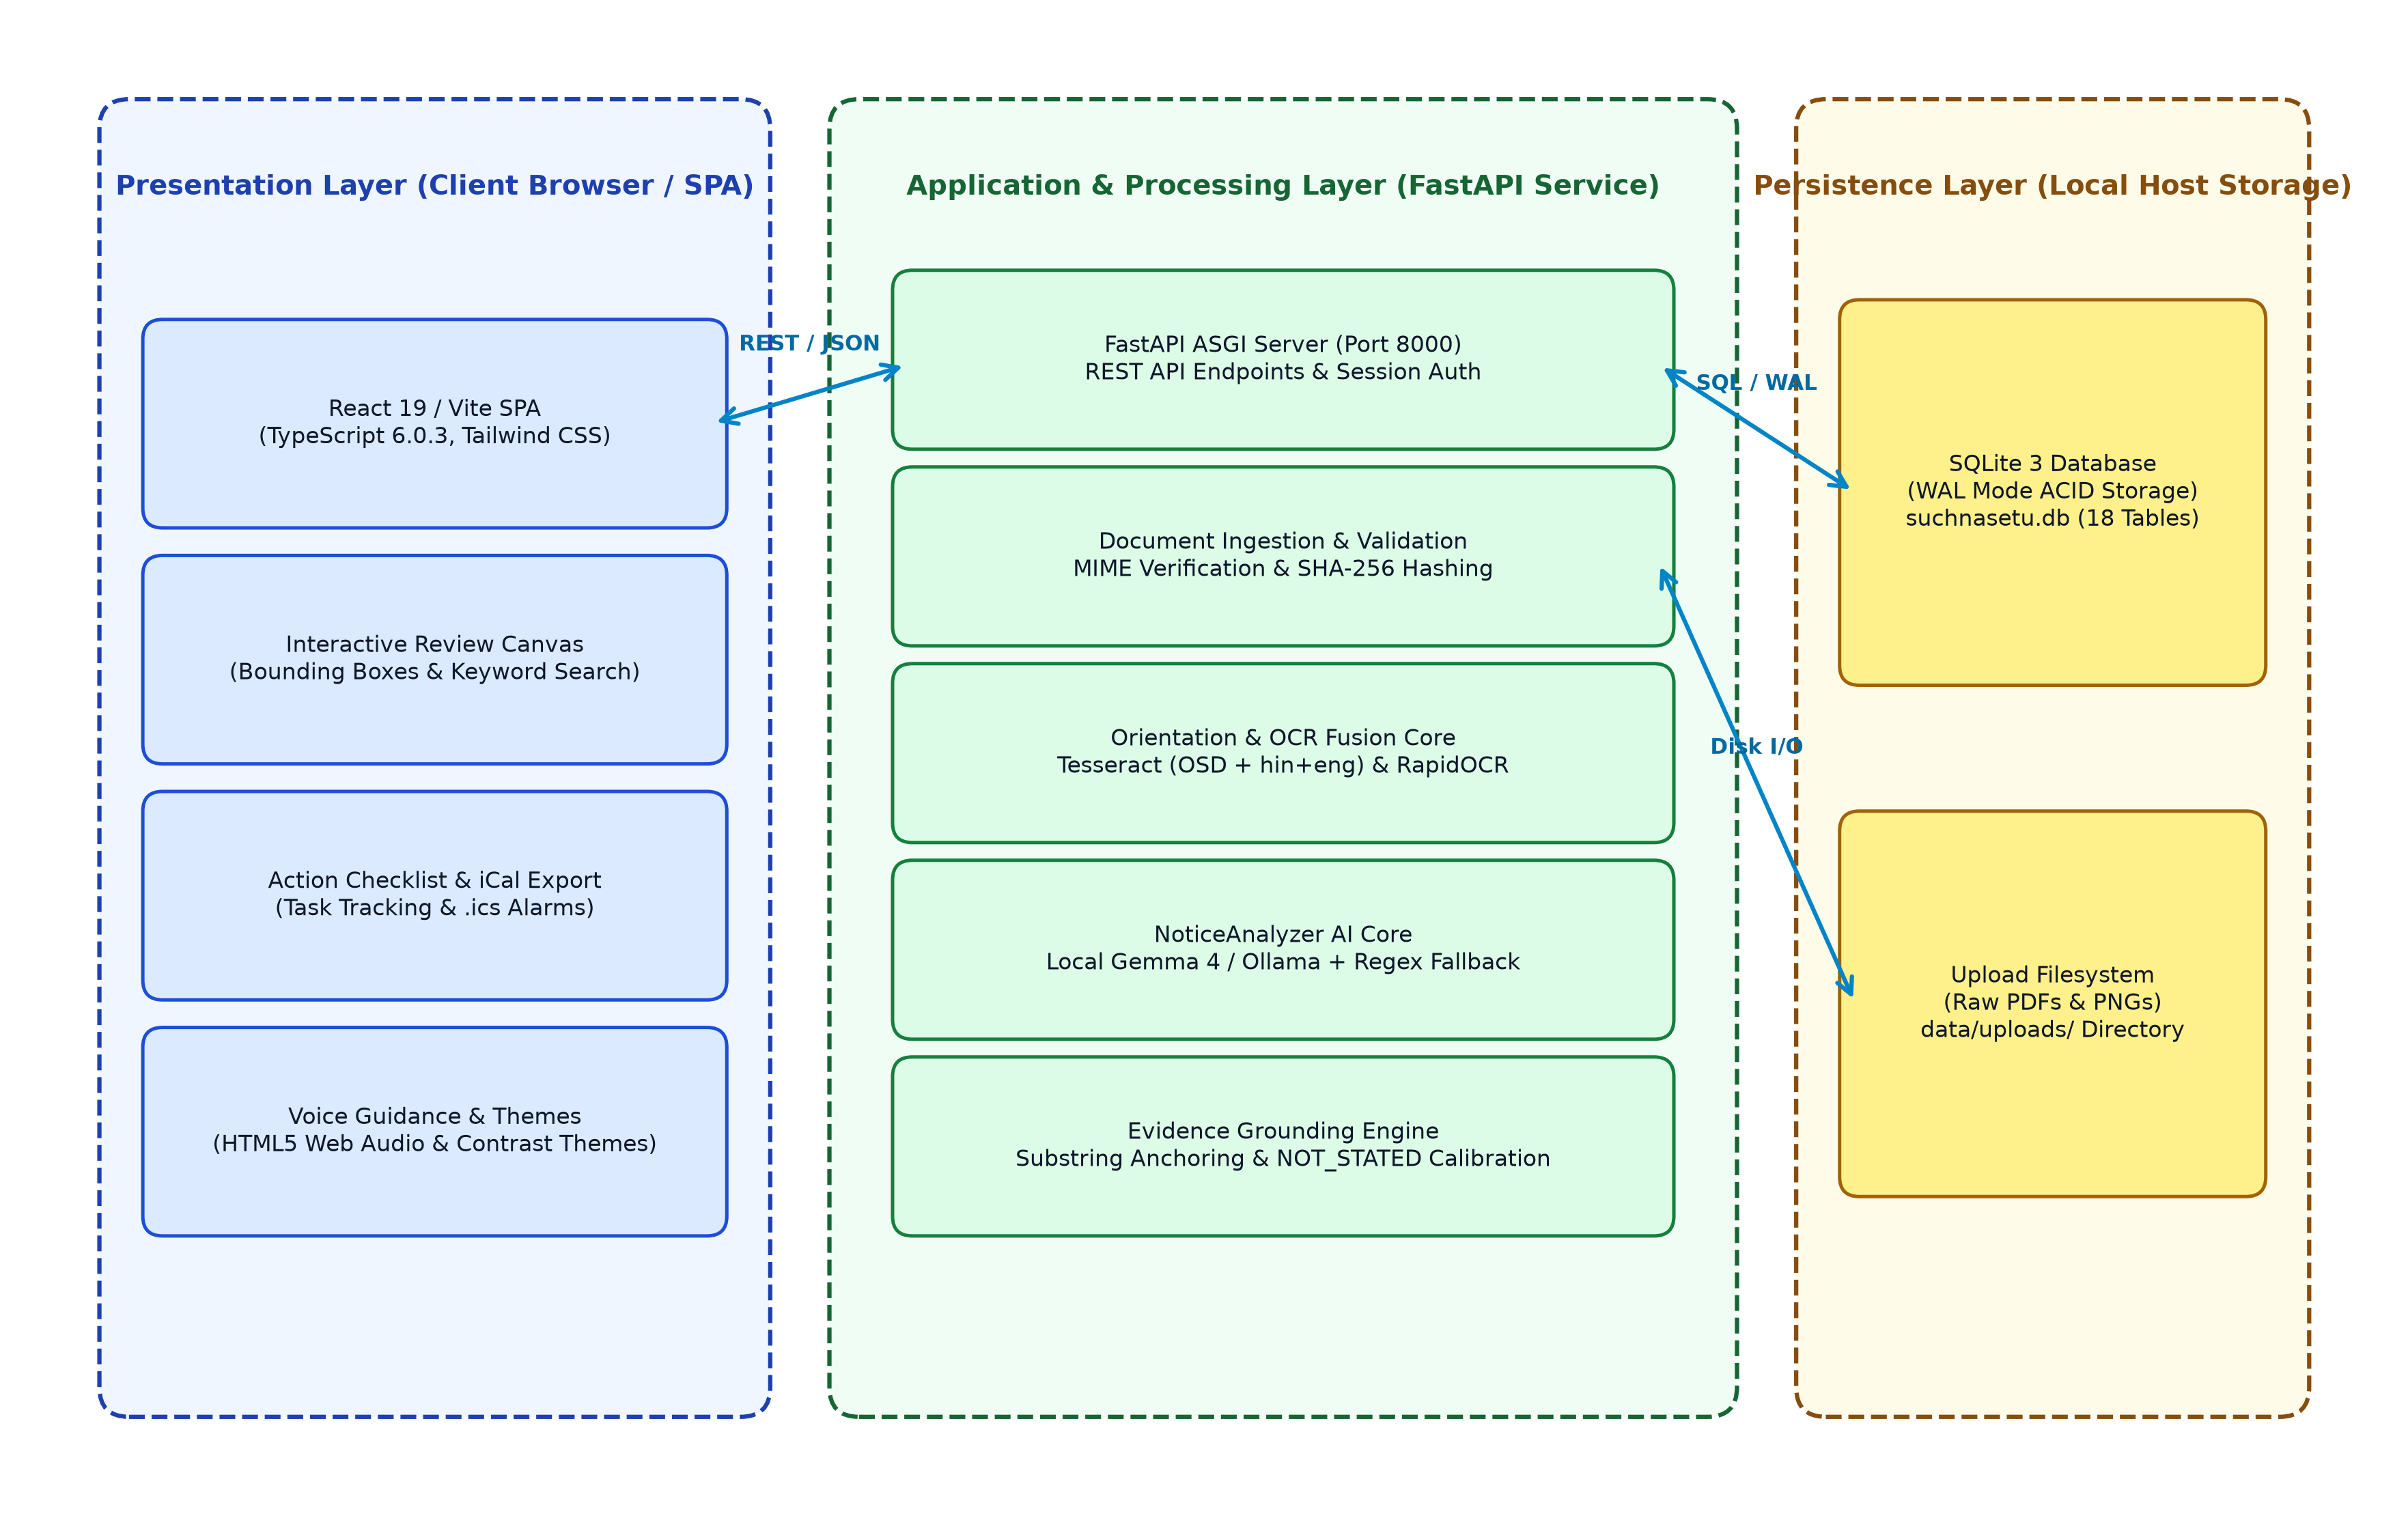 Presentation Layer (Client Browser / SPA)
React 19 / Vite SPA
(TypeScript 6.0.3, Tailwind CSS)
Interactive Review Canvas
(Bounding Boxes & Keyword Search)
Action Checklist & iCal Export
(Task Tracking & .ics Alarms)
Voice Guidance & Themes
(HTML5 Web Audio & Contrast Themes)
REST / JSON
Application & Processing Layer (FastAPI Service)
FastAPI ASGI Server (Port 8000)
REST API Endpoints & Session Auth
Document Ingestion & Validation
MIME Verification & SHA-256 Hashing
Orientation & OCR Fusion Core
Tesseract (OSD + hin+eng) & RapidOCR
NoticeAnalyzer AI Core
Local Gemma 4 / Ollama + Regex Fallback
Evidence Grounding Engine
Substring Anchoring & NOT_STATED Calibration
SQL / WAL
Disk I/O
Persistence Layer (Local Host Storage)
SQLite 3 Database
(WAL Mode ACID Storage)
suchnasetu.db (18 Tables)
Upload Filesystem
(Raw PDFs & PNGs)
data/uploads/ Directory